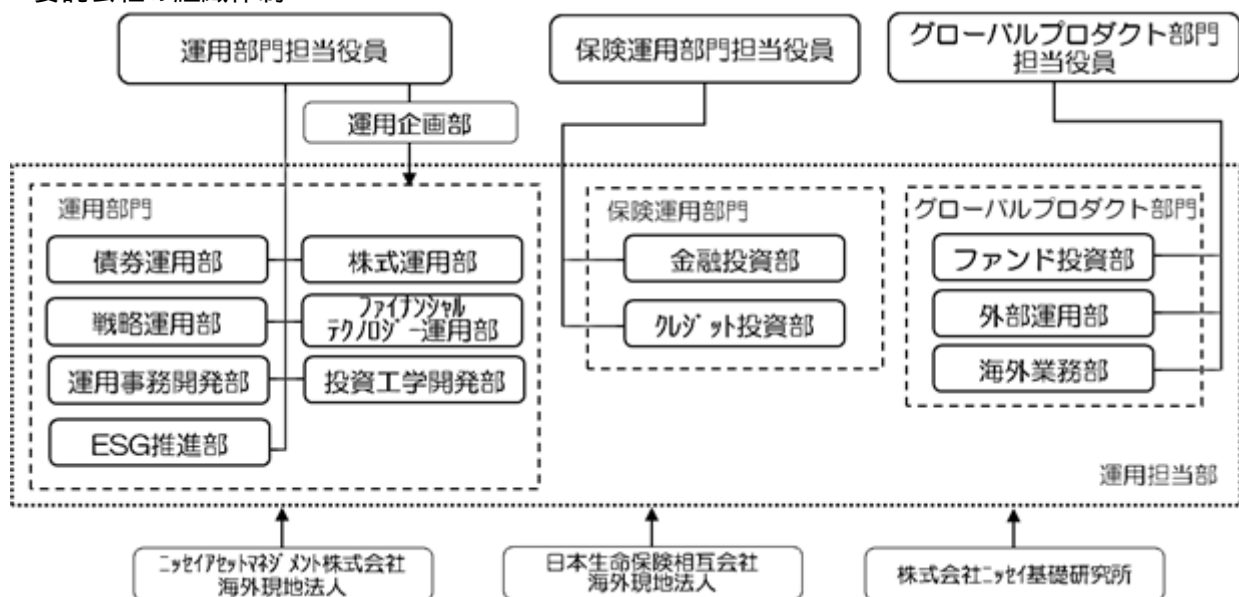 運用部門担当役員
保険運用部門担当役員
グローバルプロダクト部門
担当役員
運用企画部
運用部門
債券運用部
株式運用部
戦略運用部
ファイナンシャル
テクノロジー運用部
運用事務開発部
投資工学開発部
ESG推進部
保険運用部門
金融投資部
クレジット投資部
グローバルプロダクト部門
ファンド投資部
外部運用部
海外業務部
運用担当部
ニッセイアセットマネジメント株式会社
海外現地法人
日本生命保険相互会社
海外現地法人
株式会社ニッセイ基礎研究所